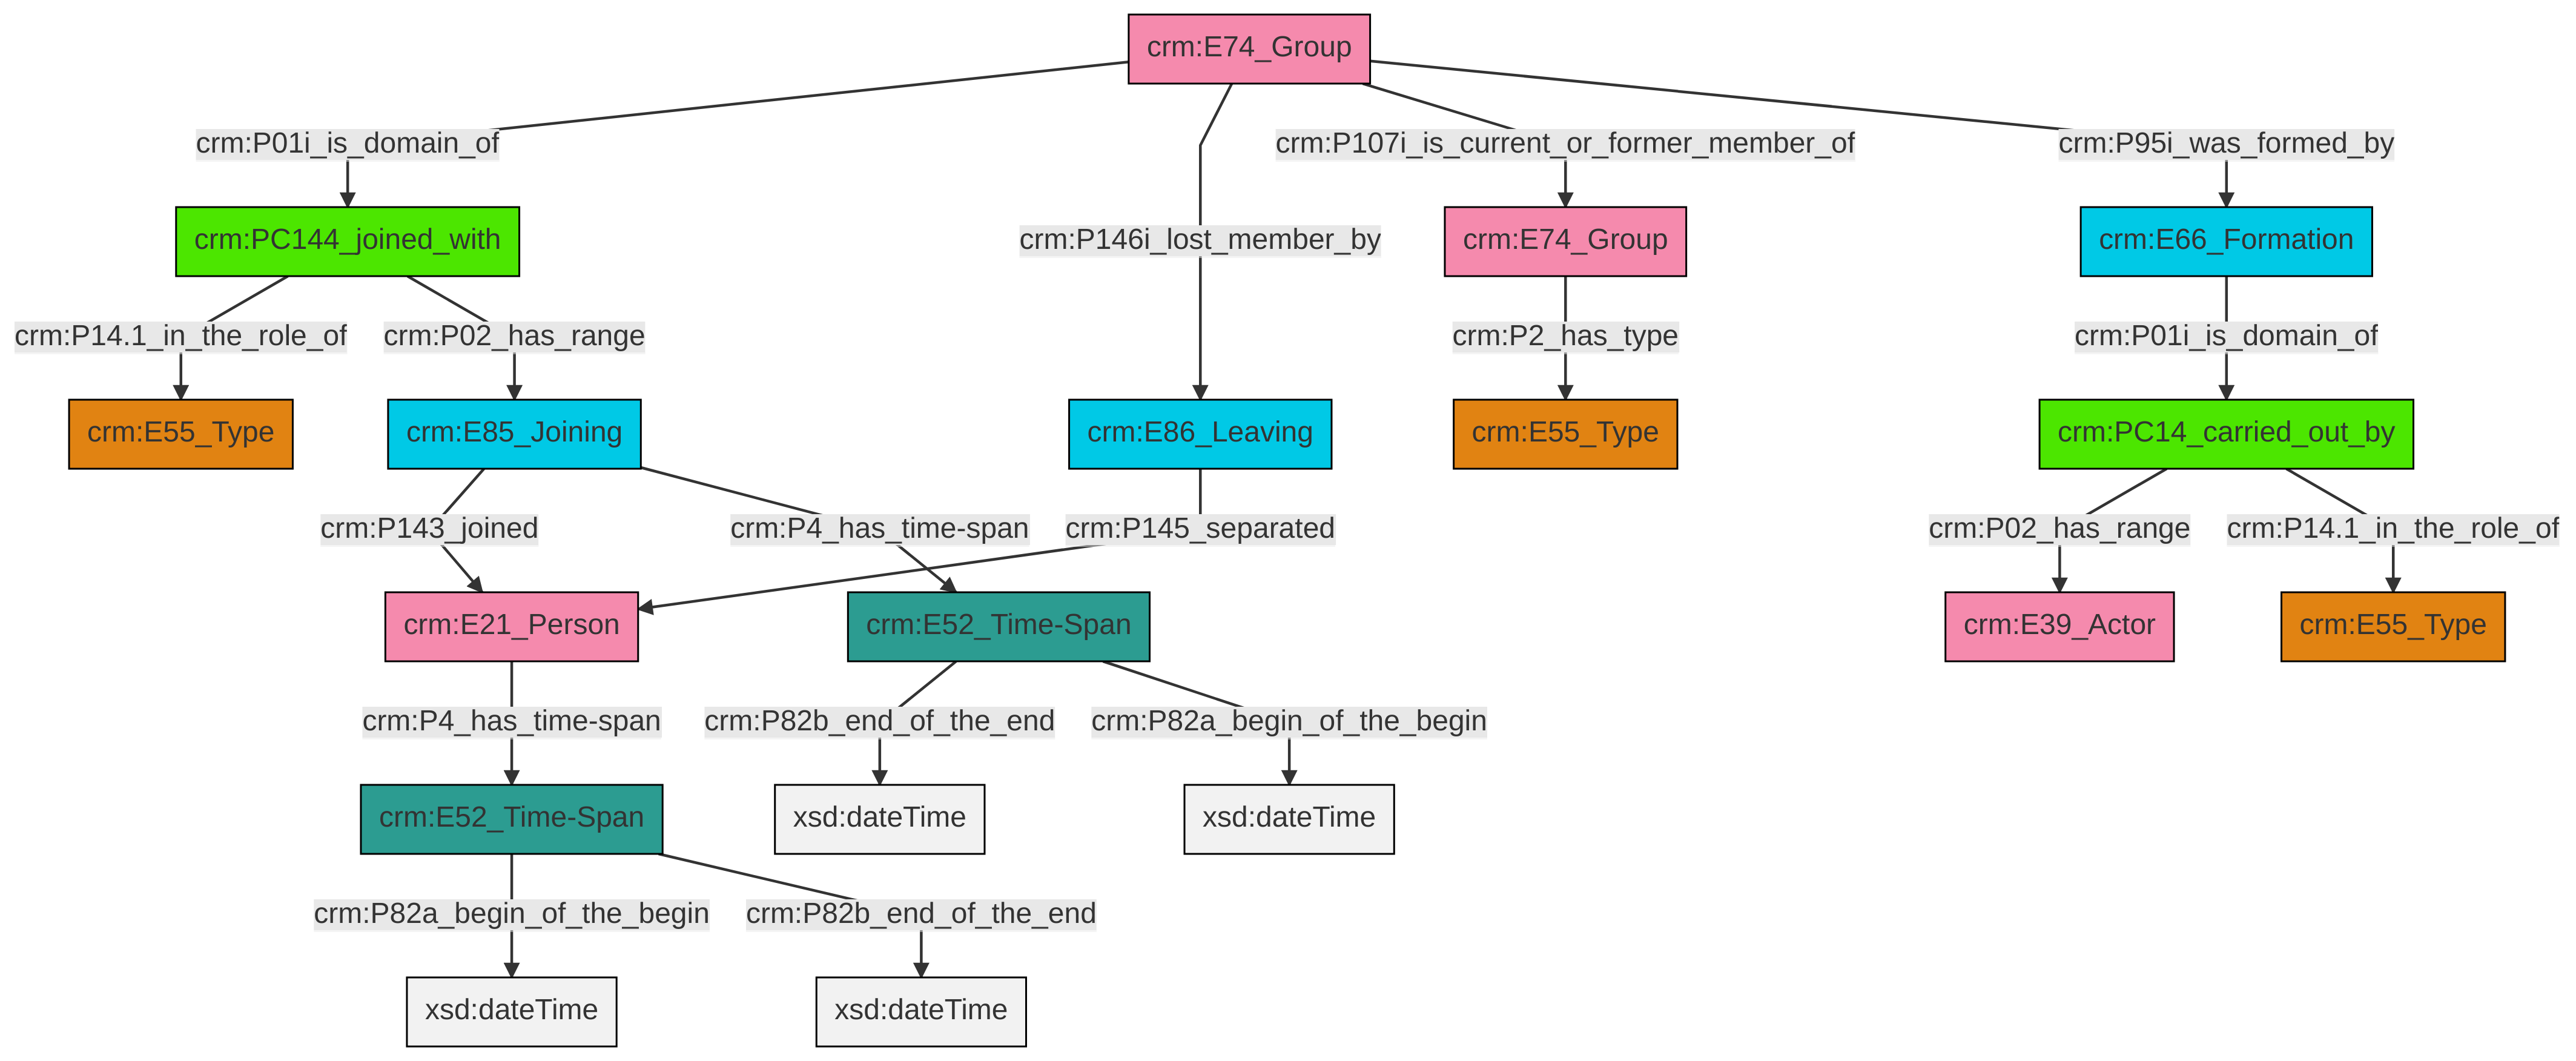 crm:E74_Group
crm:P01i_is_domain_of
crm:P107i_is_current_or_former_member_of
crm:P95i_was_formed_by
crm:PC144_joined_with
crm:P146i_lost_member_by
crm:E74_Group
crm:E66_Formation
crm:P14.1_in_the_role_of
crm:P02_has_range
crm:P2_has_type
crm:P01i_is_domain_of
crm:E55_Type
crm:E85_Joining
crm:E86_Leaving
crm:E55_Type
crm:PC14_carried_out_by
crm:P143_joined
crm:P4_has_time-span
crm:P145_separated
crm:P02_has_range
crm:P14.1_in_the_role_of
crm:E21_Person
crm:E52_Time-Span
crm:E39_Actor
crm:E55_Type
crm:P4_has_time-span
crm:P82b_end_of_the_end
crm:P82a_begin_of_the_begin
crm:E52_Time-Span
xsd:dateTime
xsd:dateTime
crm:P82a_begin_of_the_begin
crm:P82b_end_of_the_end
xsd:dateTime
xsd:dateTime